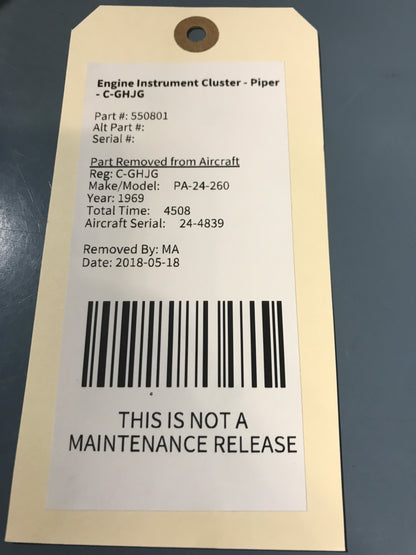 Engine Instrument Cluster - Piper
- C-GHJG
Part #: 550801
Alt Part #:
Serial #:
Part Removed from Aircraft
Reg: C-GHJG
Make/Model: PA-24-260
Year: 1969
Total Time: 4508
Aircraft Serial: 24-4839
Removed By: MA
Date: 2018-05-18
THIS IS NOT A
MAINTENANCE RELEASE